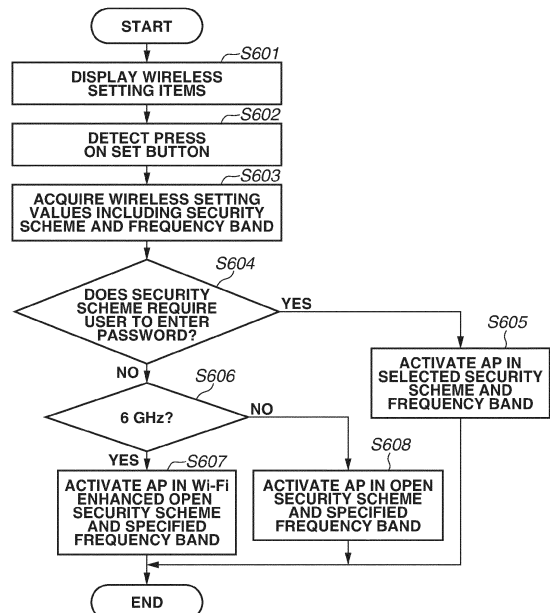 START
S601
DISPLAY WIRELESS
SETTING ITEMS
S602
DETECT PRESS
ON SET BUTTON
S603
ACQUIRE WIRELESS SETTING
VALUES INCLUDING SECURITY
SCHEME AND FREQUENCY BAND
S604
DOES SECURITY
SCHEME REQUIRE
USER TO ENTER
PASSWORD?
YES
S605
ACTIVATE AP IN
SELECTED SECURITY
SCHEME AND
FREQUENCY BAND
NO
S606
6 GHz?
NO
YES
S607
ACTIVATE AP IN Wi-Fi
ENHANCED OPEN
SECURITY SCHEME
AND SPECIFIED
FREQUENCY BAND
S608
ACTIVATE AP IN OPEN
SECURITY SCHEME
AND SPECIFIED
FREQUENCY BAND
END